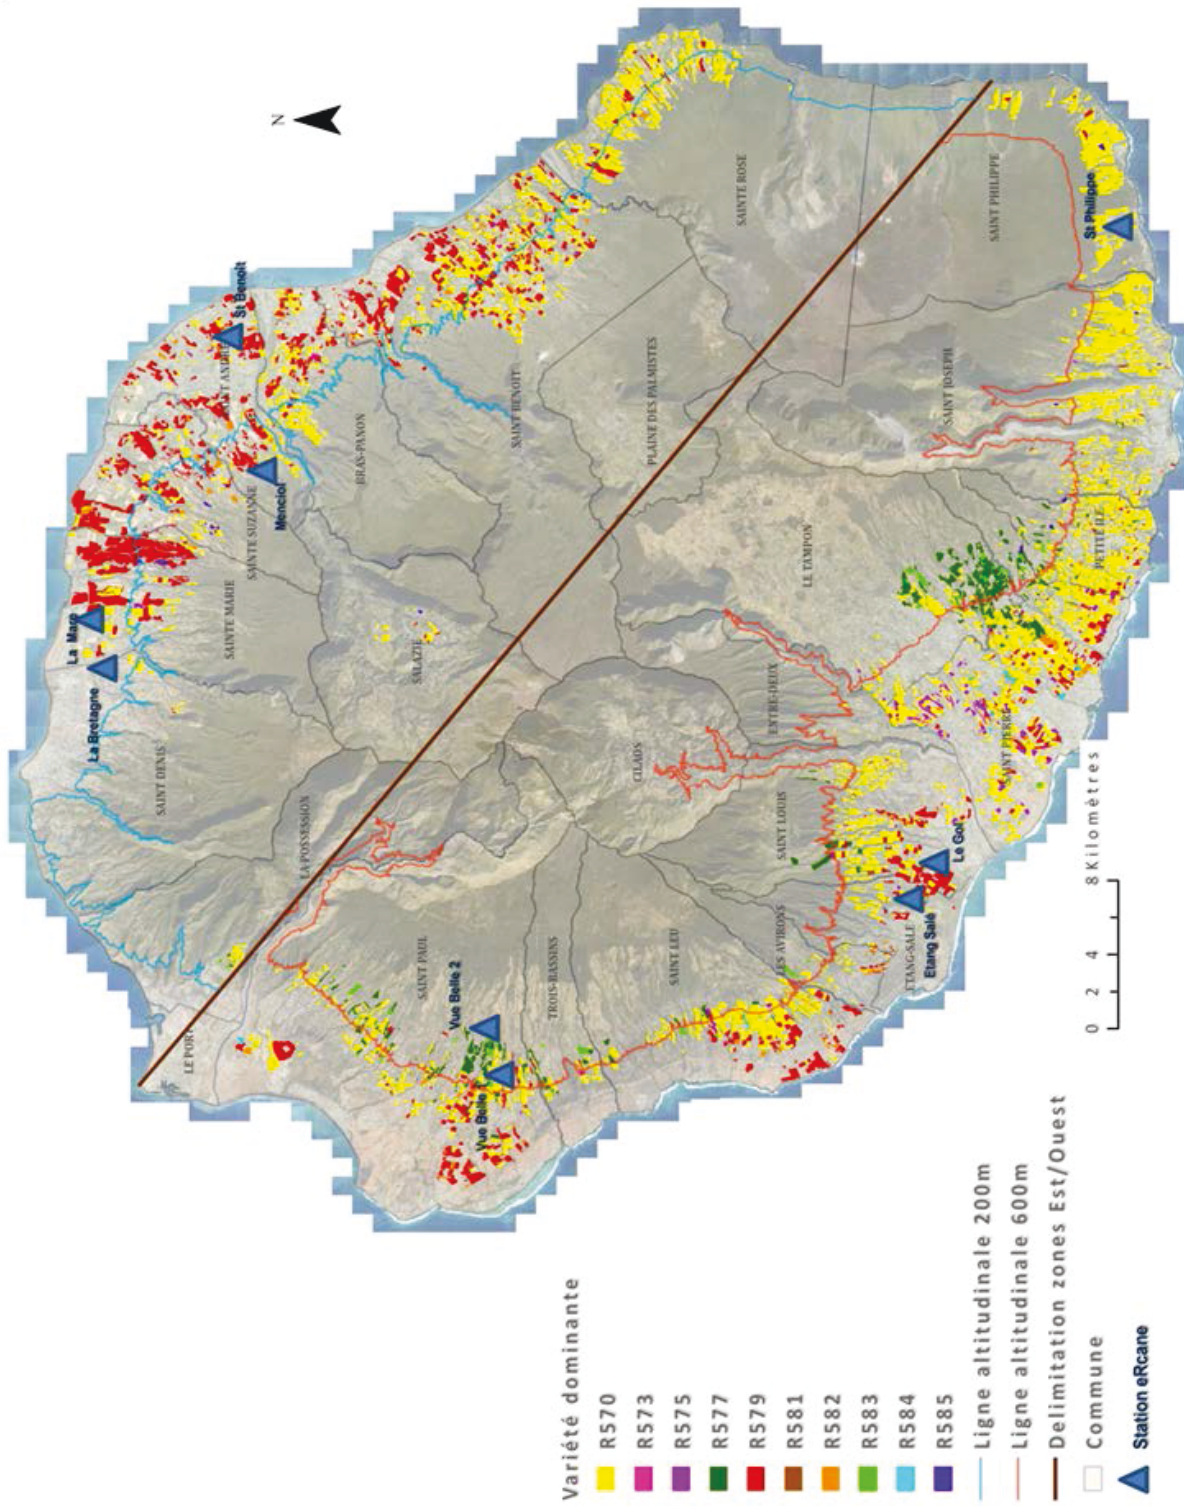 N
La Mare
La Bretagne
St Benoit
Menciol
SAINTE SUZANNE
SAINTE MARIE
SAINT DENIS
BRAS-PANON
SAINT BENOIT
SALAZIE
LA POSSESSION
LE PORT
SAINTE ROSE
PLAINE DES PALMISTES
SAINT PAUL
Vue Belle 2
Vue Belle 1
TROIS-BASSINS
CILAOS
SAINT LEU
LES AVIRONS
SAINT LOUIS
ENTRE-DEUX
LE TAMPON
SAINT JOSEPH
SAINT PHILIPPE
St Philippe
ETANG-SALE
Etang Salé
Le Gol
SAINT PIERRE
PETITE ILE
0 2 4 8 Kilomètres
Variété dominante
R570
R573
R575
R577
R579
R581
R582
R583
R584
R585
Ligne altitudinale 200m
Ligne altitudinale 600m
Delimitation zones Est/Ouest
Commune
Station eRcane